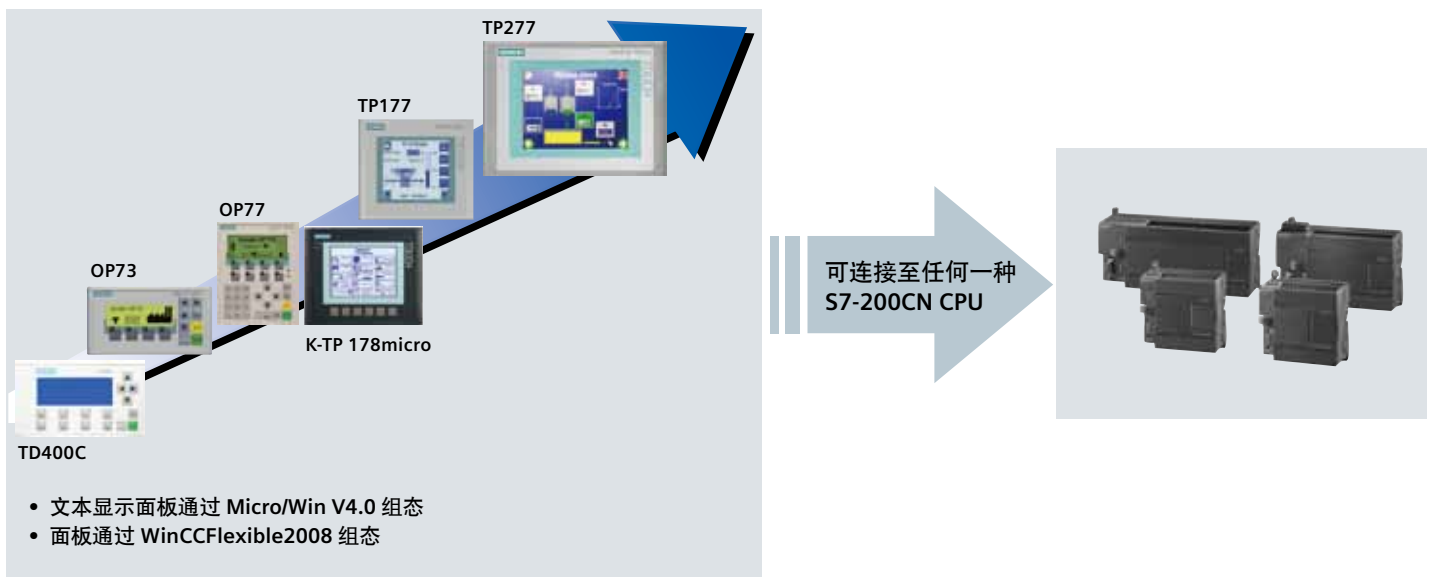 TP277
TP177
OP77
OP73
K-TP 178micro
TD400C
• 文本显示面板通过 Micro/Win V4.0 组态
• 面板通过 WinCCFlexible2008 组态
可连接至任何一种
S7-200CN CPU